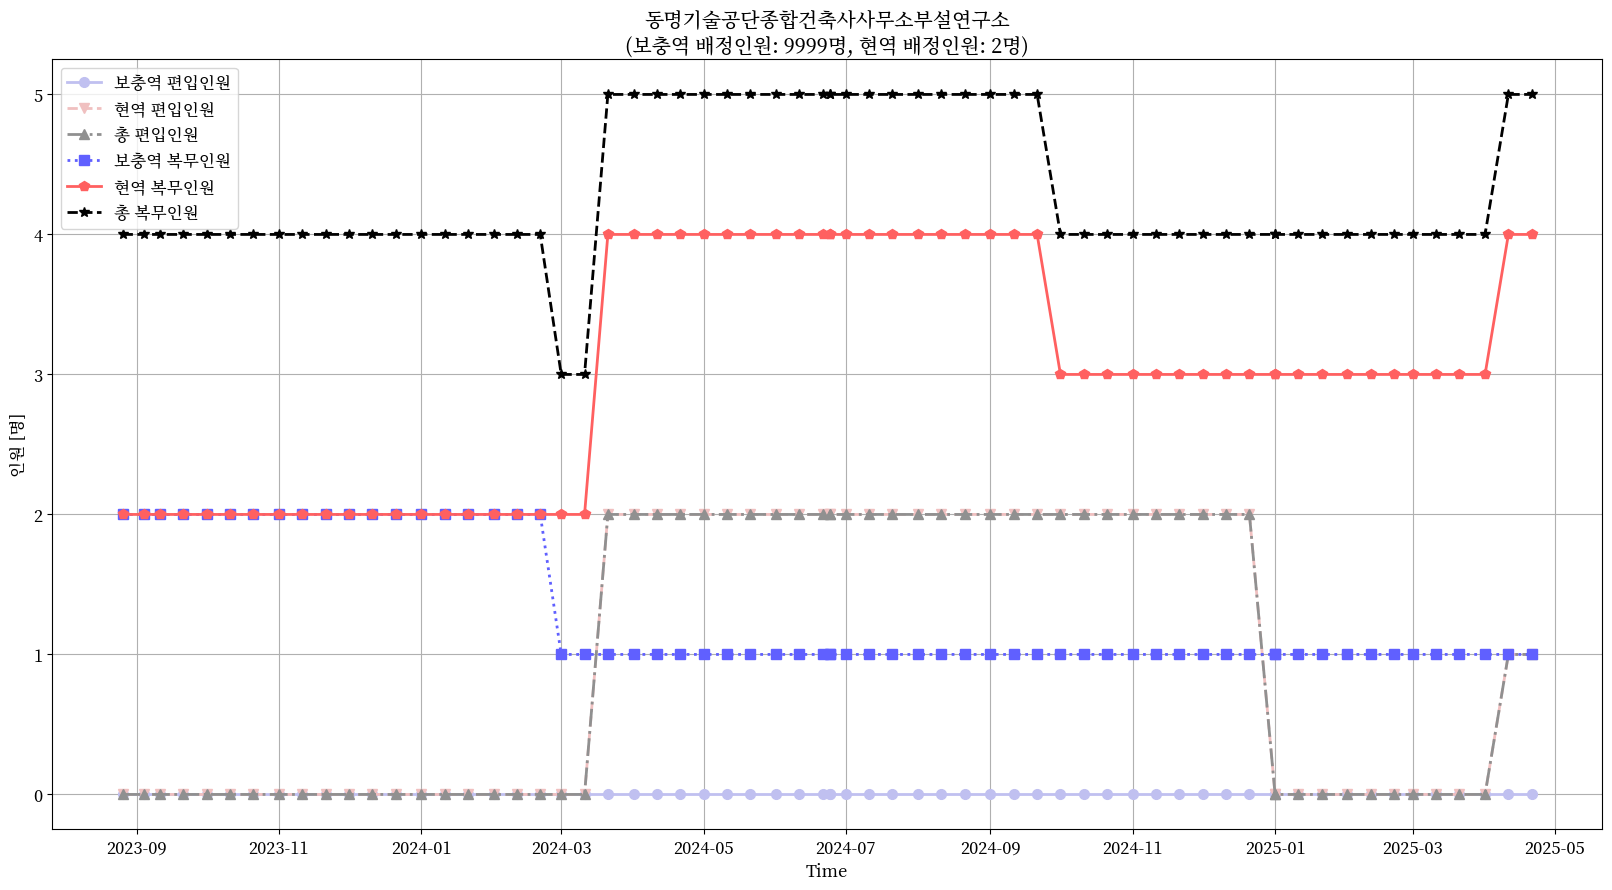 동명기술공단종합건축사사무소부설연구소
(보충역 배정인원: 9999명, 현역 배정인원: 2명)
보충역 편입인원
현역 편입인원
총 편입인원
보충역 복무인원
현역 복무인원
총 복무인원
인원 [명]
5
4
3
2
1
0
2023-09
2023-11
2024-01
2024-03
2024-05
2024-07
2024-09
2024-11
2025-01
2025-03
2025-05
Time